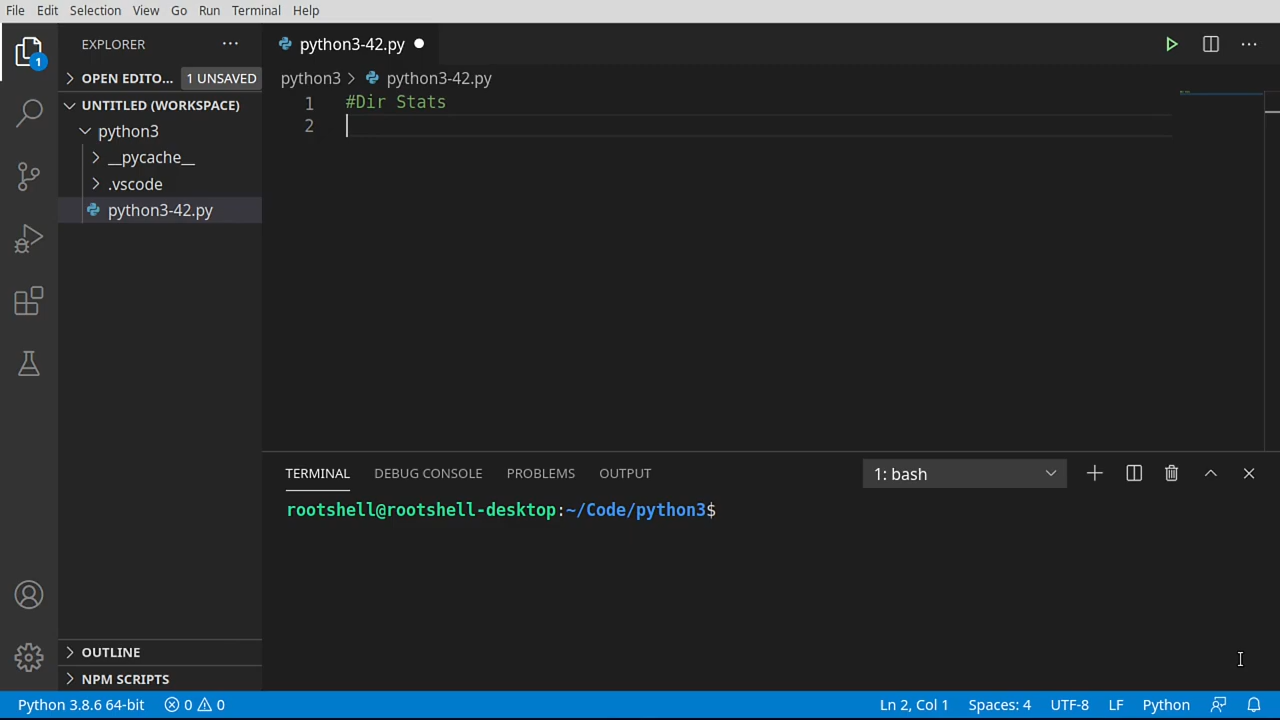 File Edit Selection View Go Run Terminal Help
EXPLORER ...
python3-42.py
1
OPEN EDITO... 1 UNSAVED
UNTITLED (WORKSPACE)
python3
__pycache__
.vscode
python3-42.py
OUTLINE
NPM SCRIPTS
python3 > python3-42.py
1 #Dir Stats
2
TERMINAL DEBUG CONSOLE PROBLEMS OUTPUT 1: bash
rootshell@rootshell-desktop:~/Code/python3$
Python 3.8.6 64-bit 0 0 Ln 2, Col 1 Spaces: 4 UTF-8 LF Python